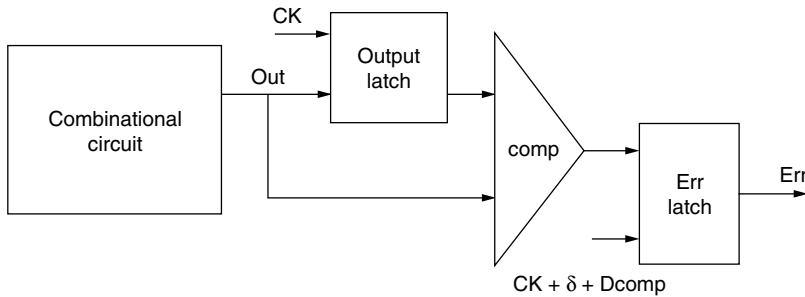 CK
Output
latch
Out
Combinational
circuit
comp
Err
latch
Err
CK + δ + Dcomp